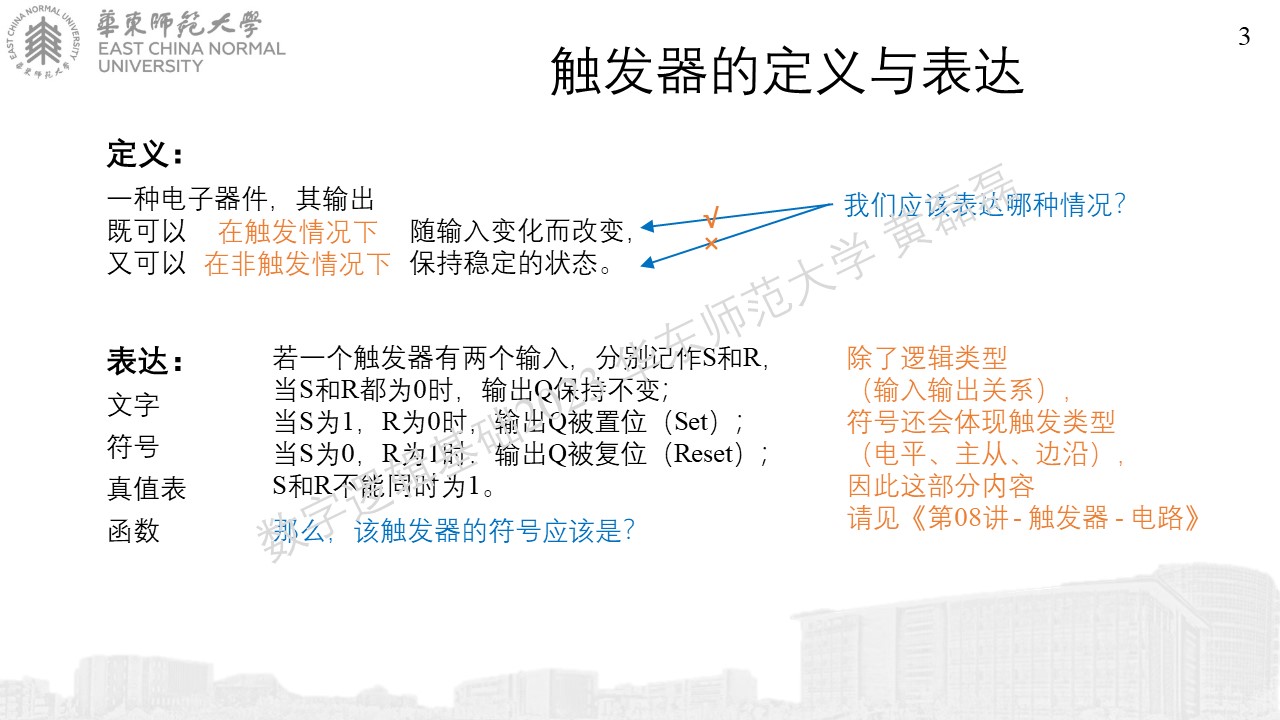 華東師範大學
EAST CHINA NORMAL
UNIVERSITY
EAST CHINA NORMAL UNIVERSITY
華東师范大学
3
触发器的定义与表达
定义：
一种电子器件，其输出
既可以 在触发情况下 随输入变化而改变，
又可以 在非触发情况下 保持稳定的状态。
√
×
我们应该表达哪种情况？
表达：
文字
符号
真值表
函数
若一个触发器有两个输入，分别记作S和R，
当S和R都为0时，输出Q保持不变；
当S为1，R为0时，输出Q被置位（Set）；
当S为0，R为1时，输出Q被复位（Reset）；
S和R不能同时为1。
那么，该触发器的符号应该是？
除了逻辑类型
（输入输出关系），
符号还会体现触发类型
（电平、主从、边沿），
因此这部分内容
请见《第08讲 - 触发器 - 电路》
数字逻辑基础2023 华东师范大学 黄磊磊